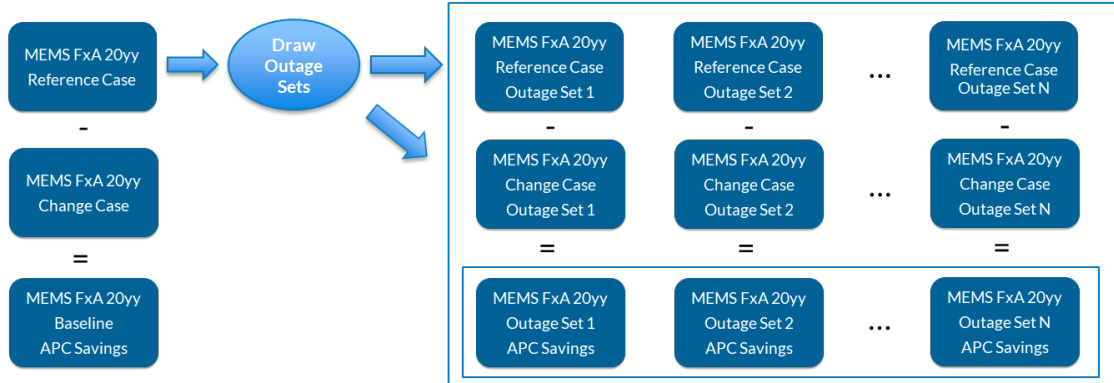 MEMS FxA 20yy
Reference Case
-
MEMS FxA 20yy
Change Case
=
MEMS FxA 20yy
Baseline
APC Savings
Draw
Outage
Sets
MEMS FxA 20yy
Reference Case
Outage Set 1
MEMS FxA 20yy
Reference Case
Outage Set 2
...
MEMS FxA 20yy
Reference Case
Outage Set N
-
-
-
MEMS FxA 20yy
Change Case
Outage Set 1
MEMS FxA 20yy
Change Case
Outage Set 2
...
MEMS FxA 20yy
Change Case
Outage Set N
=
=
=
MEMS FxA 20yy
Outage Set 1
APC Savings
MEMS FxA 20yy
Outage Set 2
APC Savings
...
MEMS FxA 20yy
Outage Set N
APC Savings